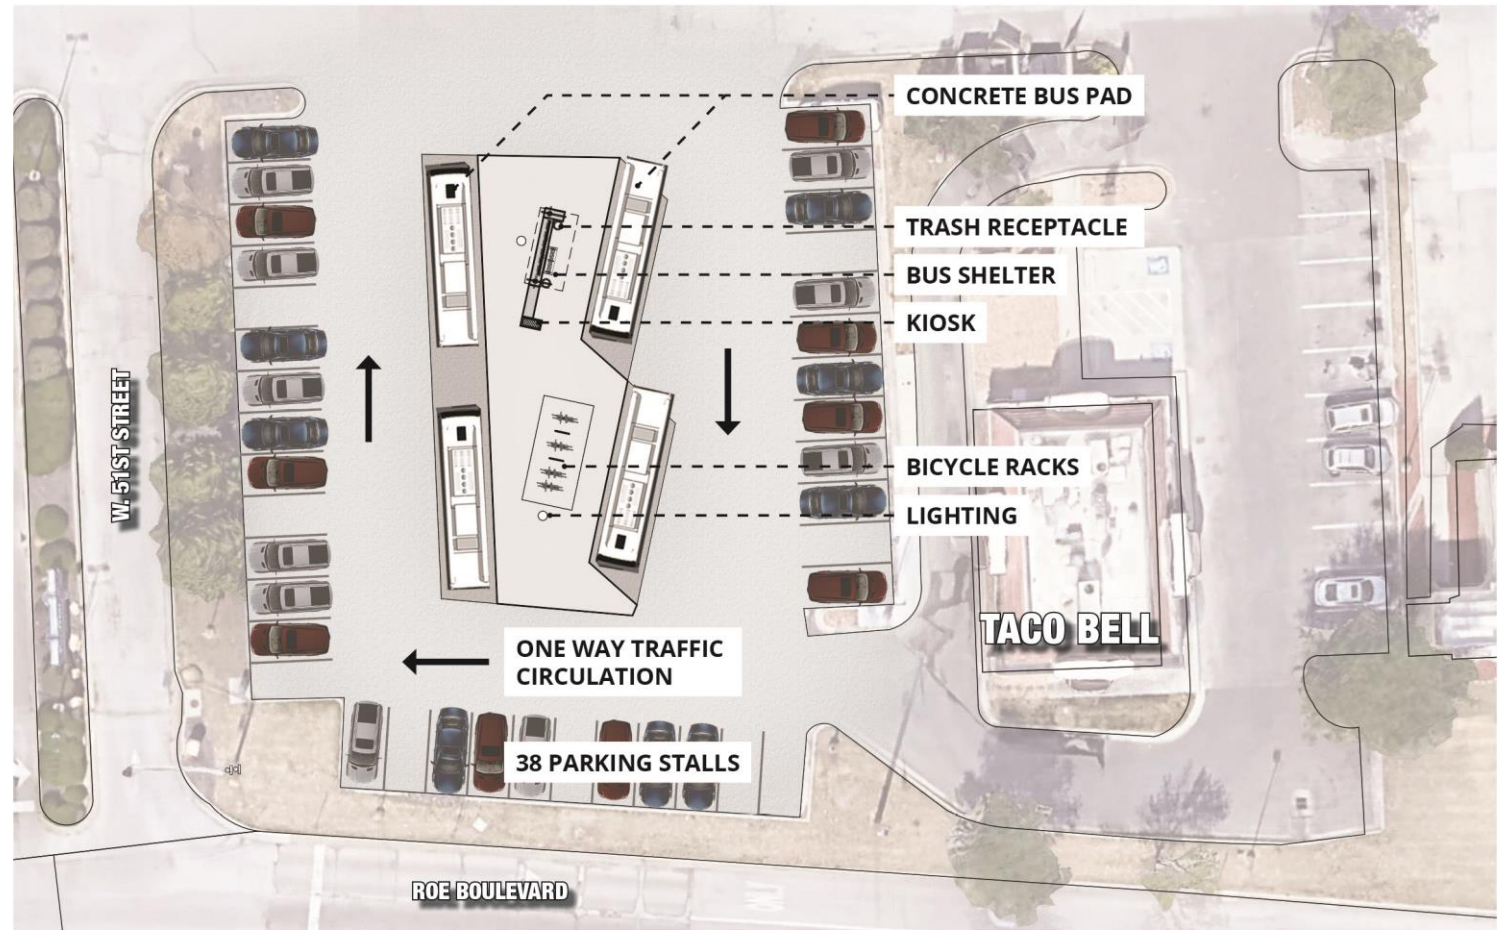 CONCRETE BUS PAD
TRASH RECEPTACLE
BUS SHELTER
KIOSK
W. 51ST STREET
BICYCLE RACKS
LIGHTING
TACO BELL
ONE WAY TRAFFIC
CIRCULATION
38 PARKING STALLS
ROE BOULEVARD